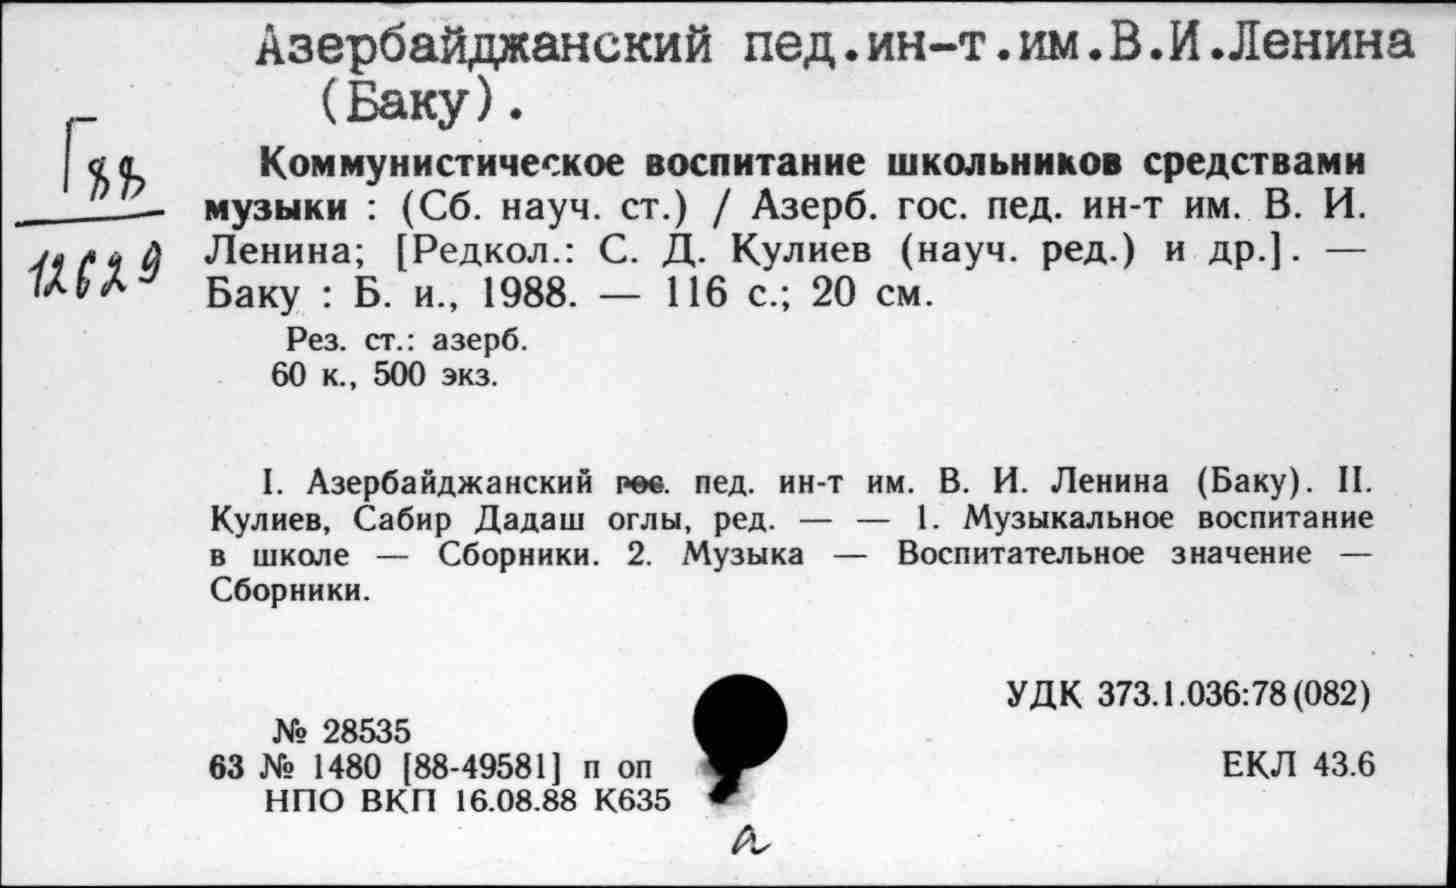 Азербайджанский пед.ин-т.им.В.И.Ленина
(Баку).
Г88
12629
Коммунистическое воспитание школьников средствами
музыки : (Сб. науч. ст.) / Азерб. гос. пед. ин-т им. В. И.
Ленина; [Редкол.: С. Д. Кулиев (науч. ред.) и др.]. —
Баку : Б. и., 1988. — 116 с.; 20 см.
Рез. ст.: азерб.
60 к., 500 экз.
I. Азербайджанский гос. пед. ин-т им. В. И. Ленина (Баку). II.
Кулиев, Сабир Дадаш оглы, ред. — — 1. Музыкальное воспитание
в школе — Сборники. 2. Музыка — Воспитательное значение —
Сборники.
УДК 373.1.036:78(082)
№ 28535
63 № 1480 [88-49581] п оп
ЕКЛ 43.6
НПО ВКП 16.08.88 К635
а